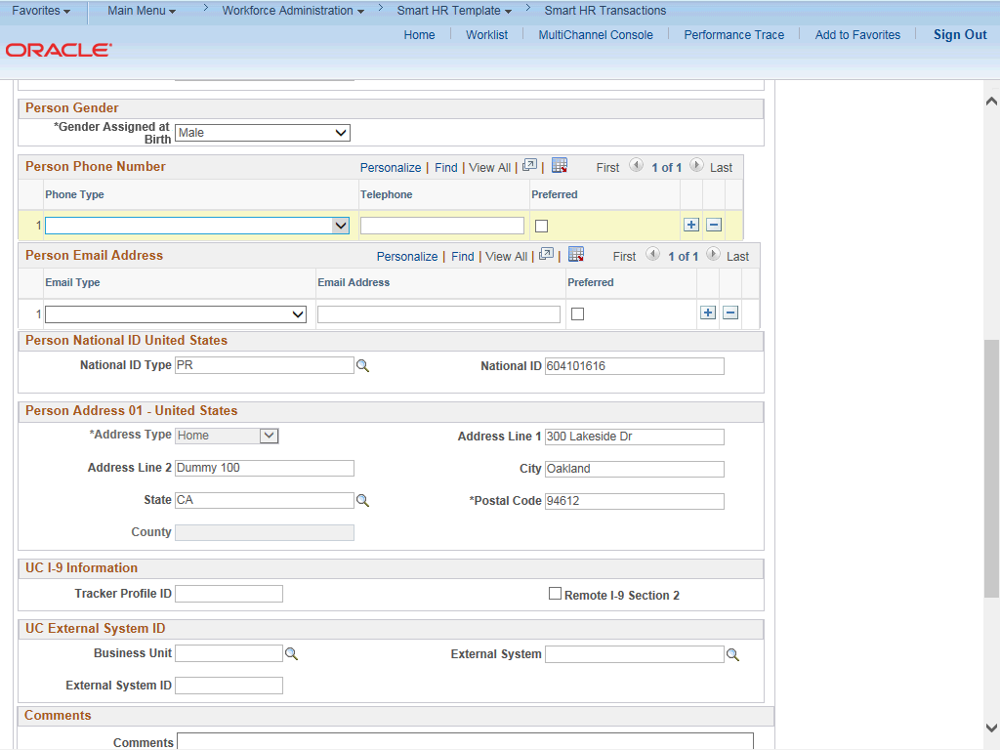 Favorites Main Menu > Workforce Administration > Smart HR Template > Smart HR Transactions
Home Worklist MultiChannel Console Performance Trace Add to Favorites Sign Out
ORACLE
Person Gender
*Gender Assigned at Birth Male
Person Phone Number Personalize | Find | View All | | First 1 of 1 Last
Phone Type Telephone Preferred
1
Person Email Address Personalize | Find | View All | | First 1 of 1 Last
Email Type Email Address Preferred
1
Person National ID United States
National ID Type PR National ID 604101616
Person Address 01 - United States
*Address Type Home Address Line 1 300 Lakeside Dr
Address Line 2 Dummy 100 City Oakland
State CA *Postal Code 94612
County
UC I-9 Information
Tracker Profile ID Remote I-9 Section 2
UC External System ID
Business Unit External System
External System ID
Comments
Comments